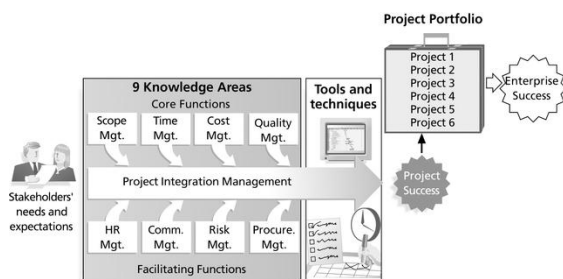 Project Portfolio
Project 1
Project 2
Project 3
Project 4
Project 5
Project 6
Enterprise
Success
9 Knowledge Areas
Core Functions
Tools and
techniques
Scope
Mgt.
Time
Mgt.
Cost
Mgt.
Quality
Mgt.
Project Integration Management
Project
Success
Stakeholders'
needs and
expectations
HR
Mgt.
Comm.
Mgt.
Risk
Mgt.
Procure.
Mgt.
Facilitating Functions